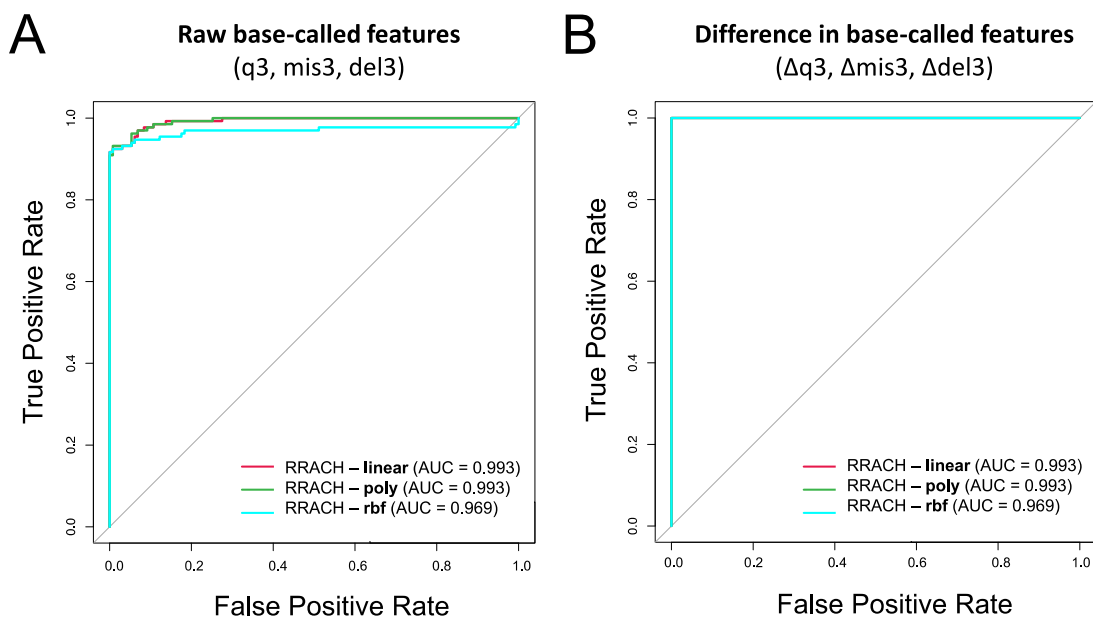 A
Raw base-called features
(q3, mis3, del3)
True Positive Rate
1.0
0.8
0.6
0.4
0.2
0.0
RRACH – linear (AUC = 0.993)
RRACH – poly (AUC = 0.993)
RRACH – rbf (AUC = 0.969)
0.0 0.2 0.4 0.6 0.8 1.0
False Positive Rate
B
Difference in base-called features
(Δq3, Δmis3, Δdel3)
True Positive Rate
1.0
0.8
0.6
0.4
0.2
0.0
RRACH – linear (AUC = 0.993)
RRACH – poly (AUC = 0.993)
RRACH – rbf (AUC = 0.969)
0.0 0.2 0.4 0.6 0.8 1.0
False Positive Rate